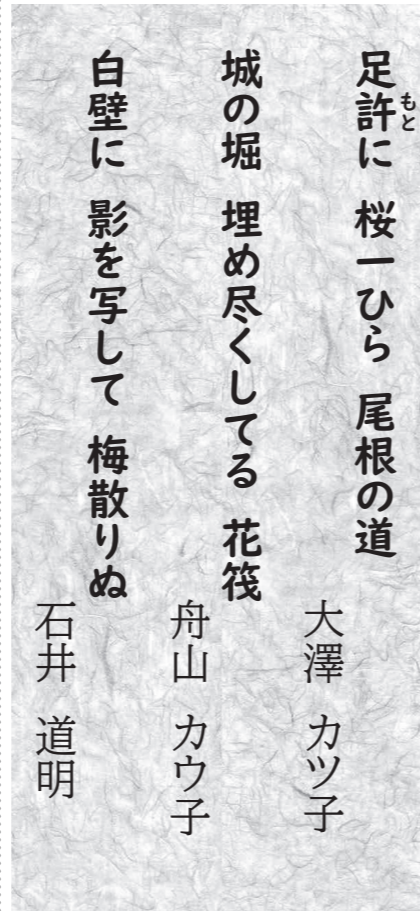 足許に 桜一ひら 尾根の道
もと
大澤 カツ子
城の堀 埋め尽くしてる 花筏
舟山 カウ子
白壁に 影を写して 梅散りぬ
石井 道明